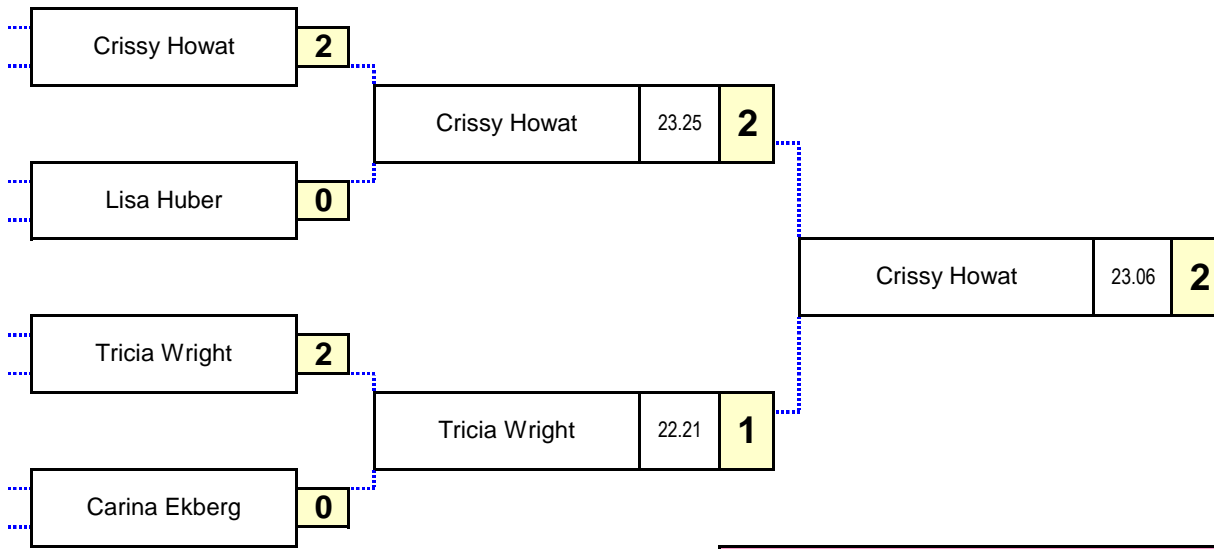 Crissy Howat 2
Crissy Howat 23.25 2
Lisa Huber 0
Crissy Howat 23.06 2
Tricia Wright 2
Tricia Wright 22.21 1
Carina Ekberg 0